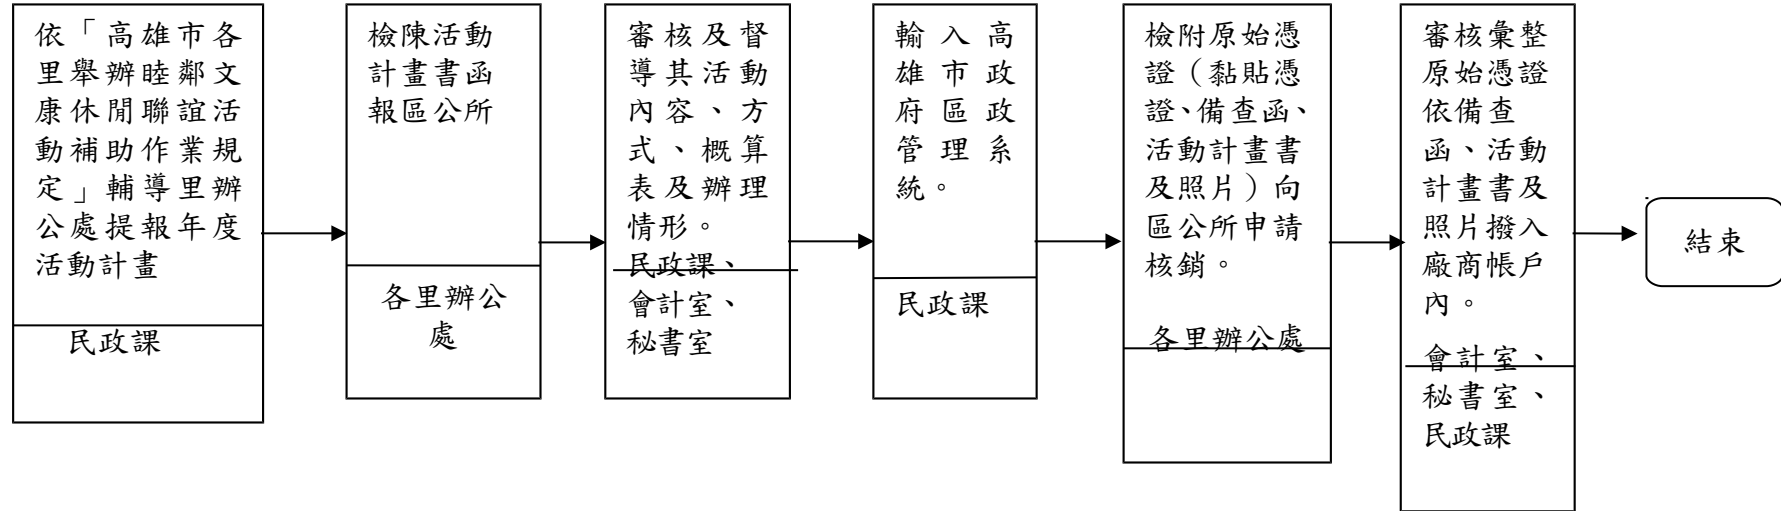 依「高雄市各
里舉辦睦鄰文
康休閒聯誼活
動補助作業規
定」輔導里辦
公處提報年度
活動計畫
民政課
檢陳活動
計畫書函
報區公所
各里辦公
處
審核及督
導其活動
內容、方
式、概算
表及辦理
情形。
民政課、
會計室、
秘書室
輸入高
雄市政
府區政
管理系
統。
民政課
檢附原始憑
證（黏貼憑
證、備查函、
活動計畫書
及照片）向
區公所申請
核銷。
各里辦公處
審核彙整
原始憑證
依備查
函、活動
計畫書及
照片撥入
廠商帳戶
內。
會計室、
秘書室、
民政課
結束